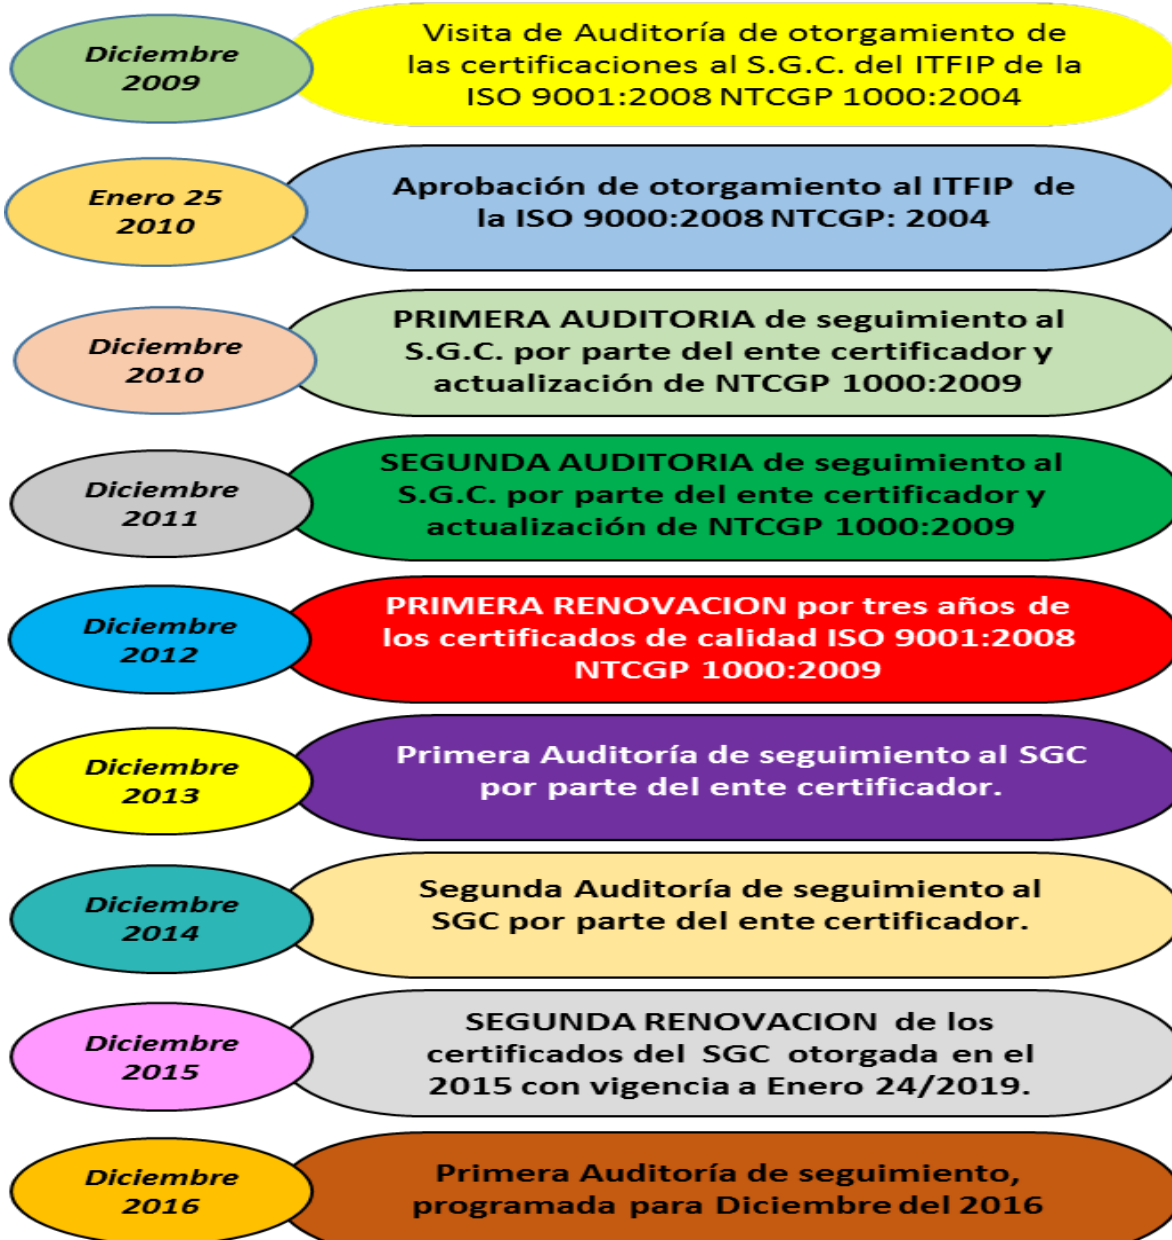 Diciembre
2009
Visita de Auditoría de otorgamiento de
las certificaciones al S.G.C. del ITFIP de la
ISO 9001:2008 NTCGP 1000:2004
Enero 25
2010
Aprobación de otorgamiento al ITFIP de
la ISO 9000:2008 NTCGP: 2004
Diciembre
2010
PRIMERA AUDITORIA de seguimiento al
S.G.C. por parte del ente certificador y
actualización de NTCGP 1000:2009
Diciembre
2011
SEGUNDA AUDITORIA de seguimiento al
S.G.C. por parte del ente certificador y
actualización de NTCGP 1000:2009
Diciembre
2012
PRIMERA RENOVACION por tres años de
los certificados de calidad ISO 9001:2008
NTCGP 1000:2009
Diciembre
2013
Primera Auditoría de seguimiento al SGC
por parte del ente certificador.
Diciembre
2014
Segunda Auditoría de seguimiento al
SGC por parte del ente certificador.
Diciembre
2015
SEGUNDA RENOVACION de los
certificados del SGC otorgada en el
2015 con vigencia a Enero 24/2019.
Diciembre
2016
Primera Auditoría de seguimiento,
programada para Diciembre del 2016